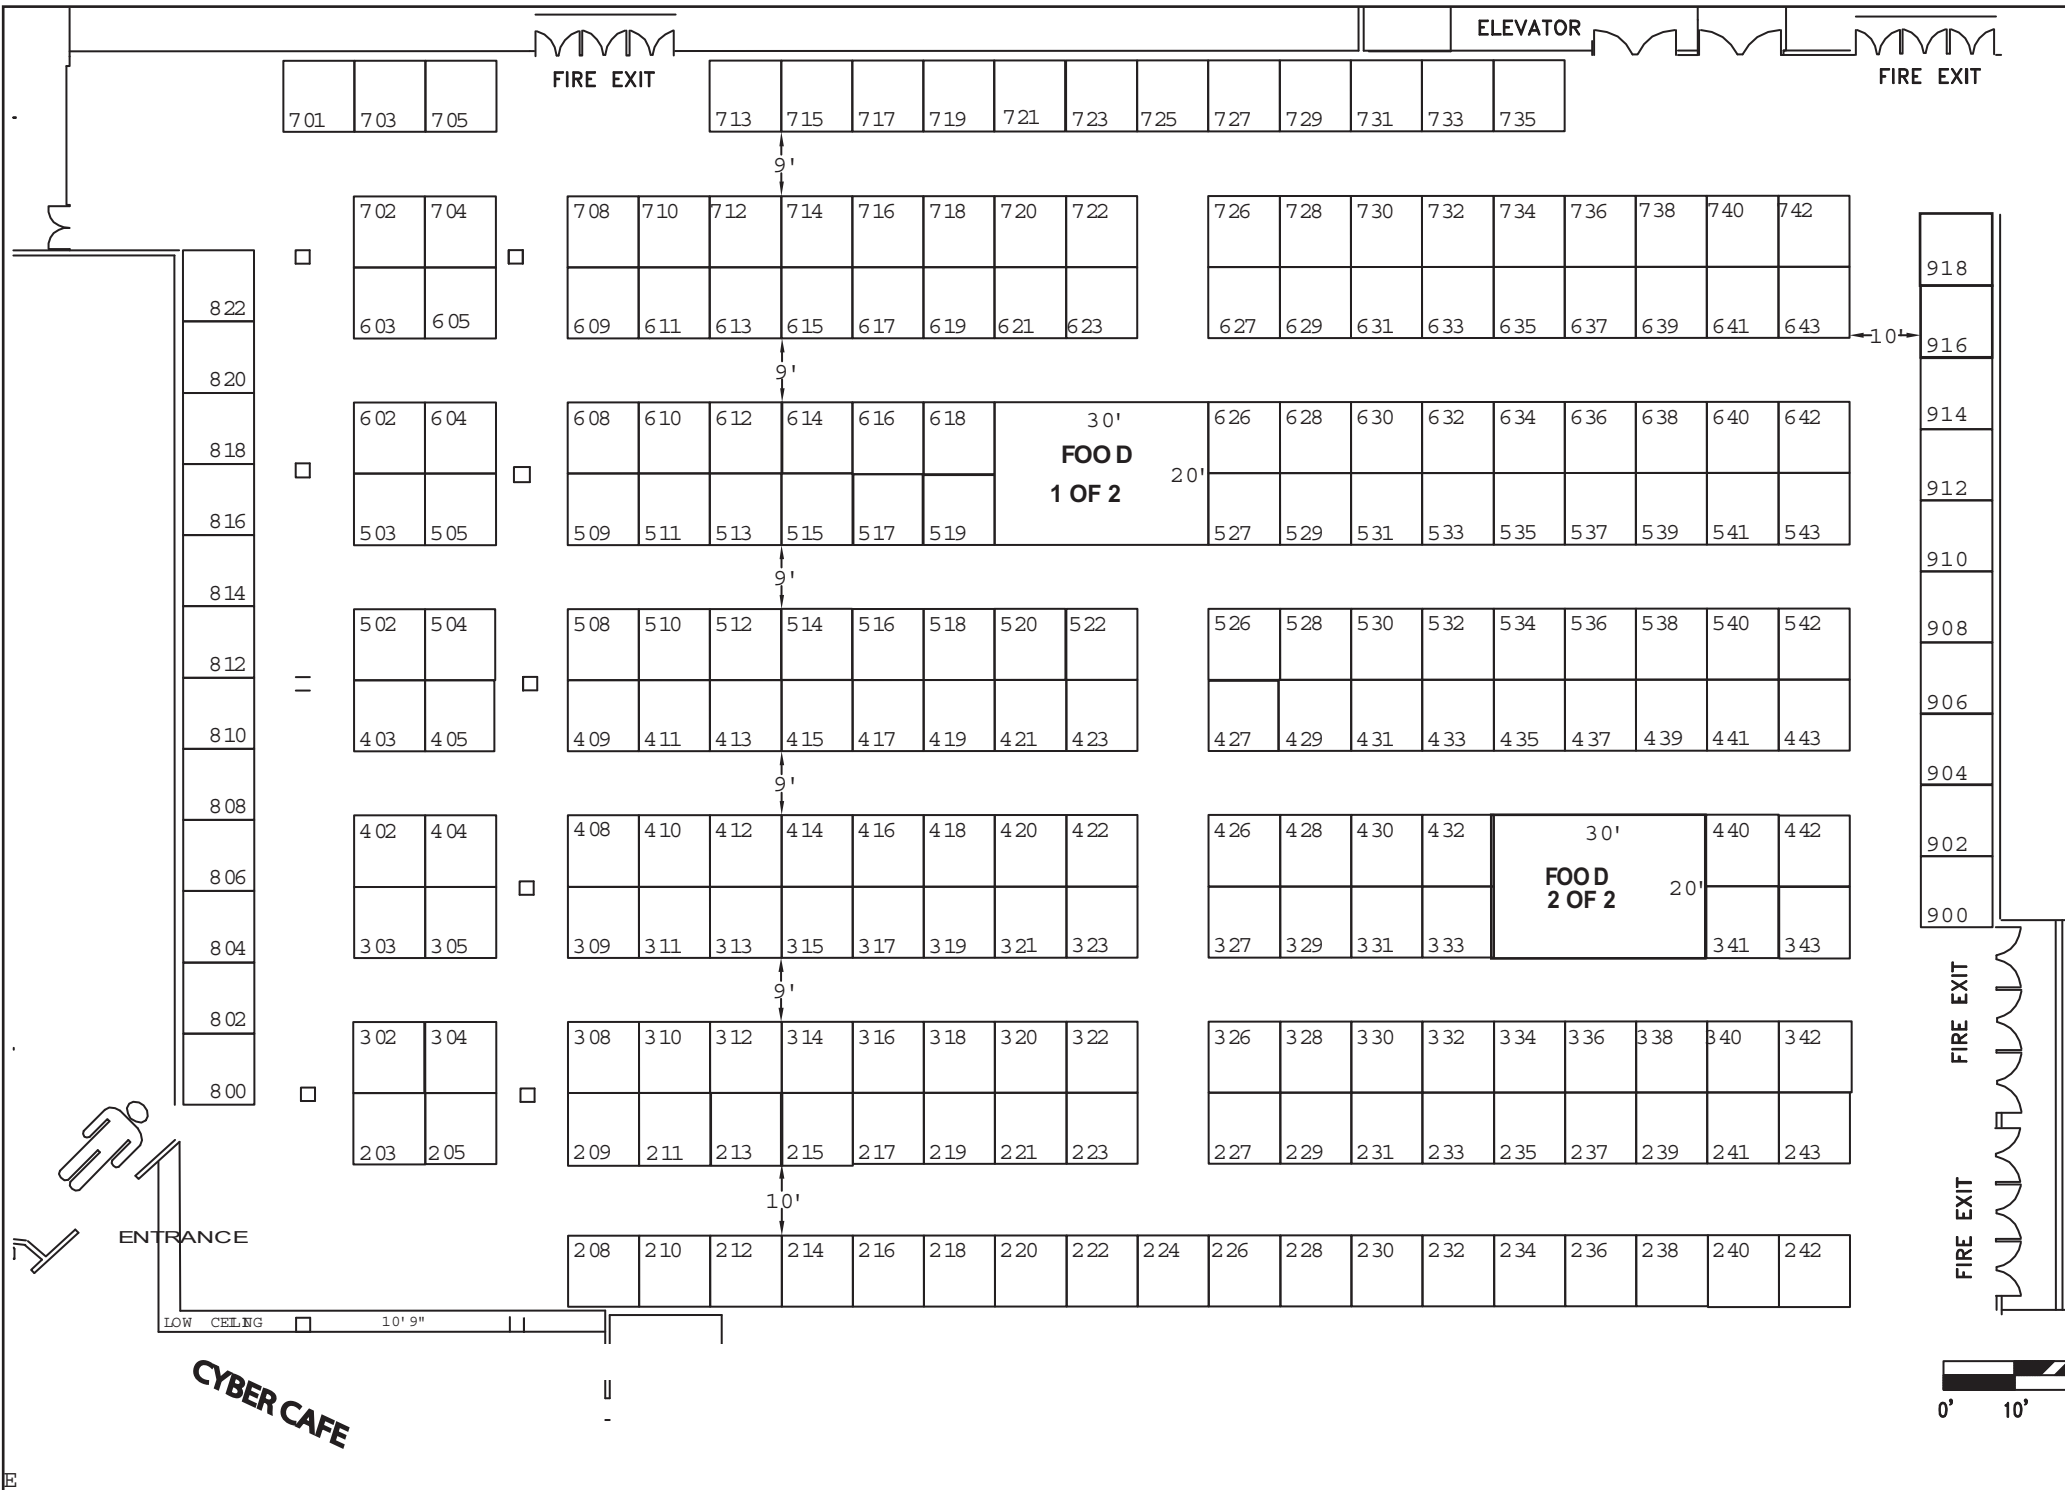 ELEVATOR
FIRE EXIT
FIRE EXIT
701 703 705 713 715 717 719 721 723 725 727 729 731 733 735
9'
702 704 708 710 712 714 716 718 720 722 726 728 730 732 734 736 738 740 742
918
822
603 605 609 611 613 615 617 619 621 623 627 629 631 633 635 637 639 641 643
10'
916
9'
820
602 604 608 610 612 614 616 618 30' 626 628 630 632 634 636 638 640 642
914
818
FOOD
20'
1 OF 2
912
816
503 505 509 511 513 515 517 519 527 529 531 533 535 537 539 541 543
910
9'
814
502 504 508 510 512 514 516 518 520 522 526 528 530 532 534 536 538 540 542
908
812
906
810
403 405 409 411 413 415 417 419 421 423 427 429 431 433 435 437 439 441 443
904
9'
808
402 404 408 410 412 414 416 418 420 422 426 428 430 432 30' 440 442
902
806
FOOD
20'
2 OF 2
900
804
303 305 309 311 313 315 317 319 321 323 327 329 331 333 341 343
9'
FIRE EXIT
802
302 304 308 310 312 314 316 318 320 322 326 328 330 332 334 336 338 340 342
800
203 205 209 211 213 215 217 219 221 223 227 229 231 233 235 237 239 241 243
10'
FIRE EXIT
ENTRANCE
208 210 212 214 216 218 220 222 224 226 228 230 232 234 236 238 240 242
LOW CEILING 10'9"
CYBER CAFE
0' 10'
E